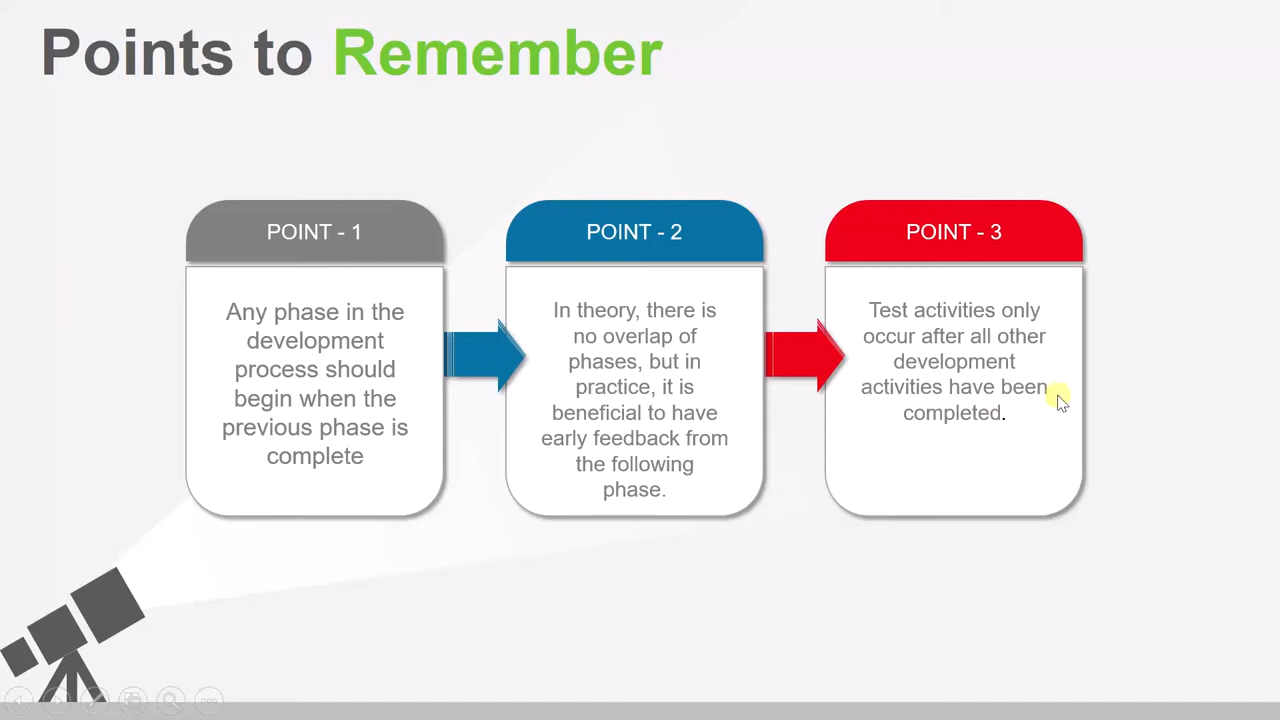 Points to Remember
POINT - 1
Any phase in the
development
process should
begin when the
previous phase is
complete
POINT - 2
In theory, there is
no overlap of
phases, but in
practice, it is
beneficial to have
early feedback from
the following
phase.
POINT - 3
Test activities only
occur after all other
development
activities have been
completed.